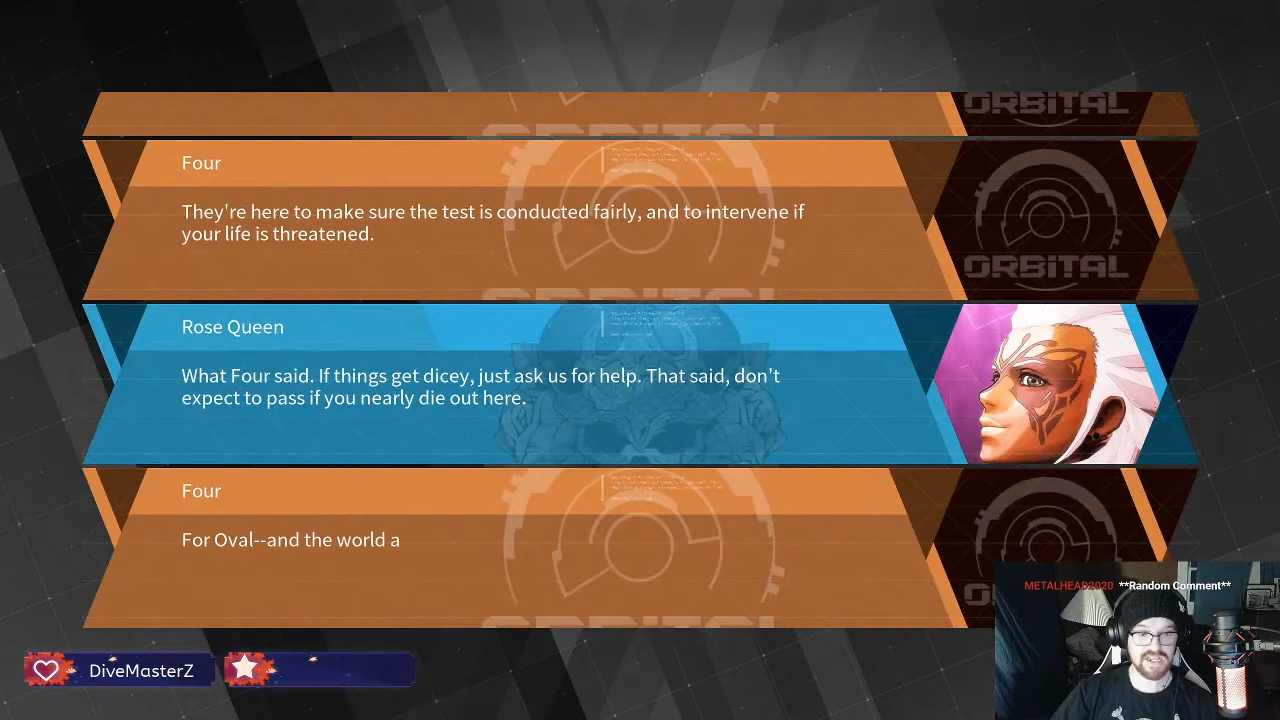 ORBITAL
Four
They're here to make sure the test is conducted fairly, and to intervene if
your life is threatened.
ORBITAL
Rose Queen
What Four said. If things get dicey, just ask us for help. That said, don't
expect to pass if you nearly die out here.
Four
For Oval--and the world a
METALHEAD2020 **Random Comment**
DiveMasterZ